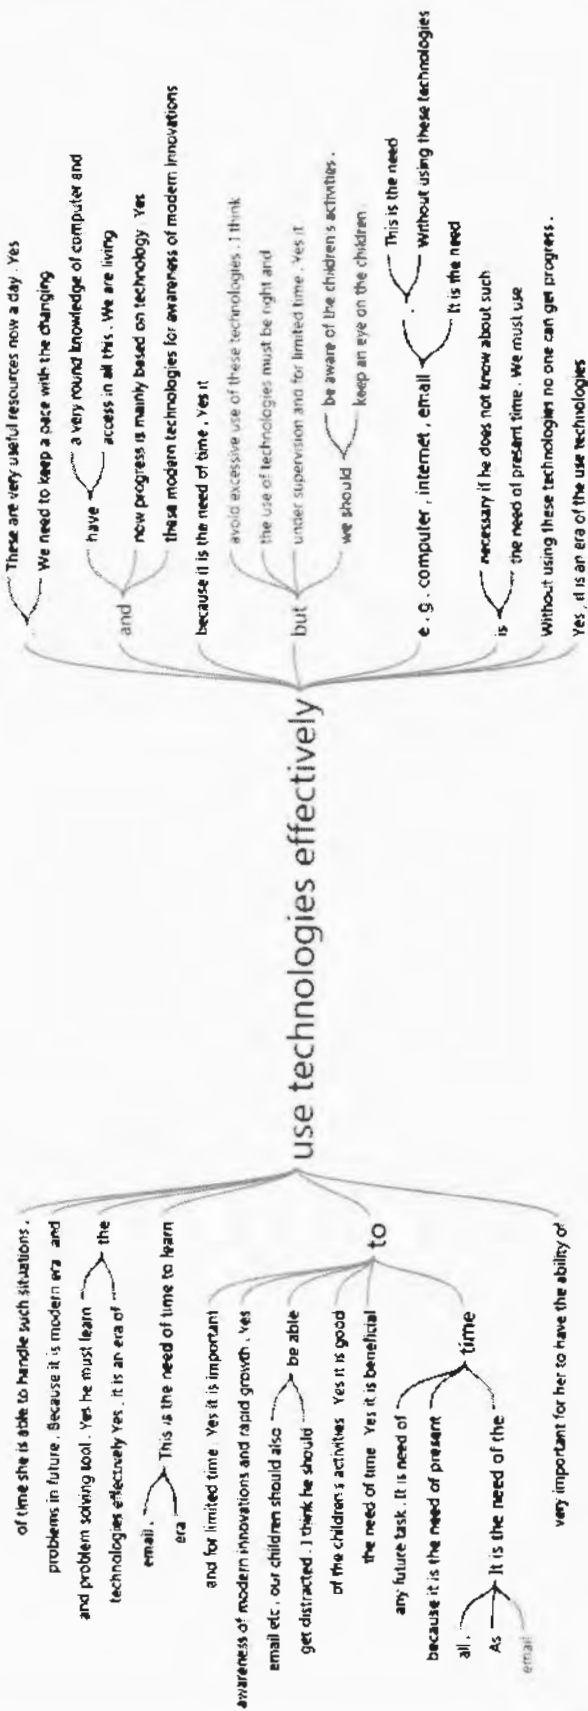 of time she is able to handle such situations .
problems in future . Because it is modern era and
and problem solving tool . Yes he must learn
the
technologies effectively Yes , it is an era of
email .
This is the need of time to learn
era
and for limited time . Yes it is important
awareness of modern innovations and rapid growth . Yes
email etc , our children should also
be able
get distracted . I think he should
to
of the children s activities Yes it is good
the need of time Yes it is beneficial
any future task . It is need of
time
because it is the need of present
all .
As
It is the need of the
email
very important for her to have the ability of
use technologies effectively
.
These are very useful resources now a day . Yes
We need to keep a pace with the changing
and
have
a very round knowledge of computer and
access in all this . We are living
now progress is mainly based on technology . Yes
these modern technologies for awareness of modern innovations
because it is the need of time . Yes it
but
avoid excessive use of these technologies . I think
the use of technologies must be right and
under supervision and for limited time . Yes it
we should
be aware of the children s activities .
keep an eye on the children .
e . g . computer , internet , email
.
This is the need
Without using these technologies
It is the need
is
necessary if he does not know about such
the need of present time . We must use
Without using these technologies no one can get progress .
Yes , it is an era of the use technologies